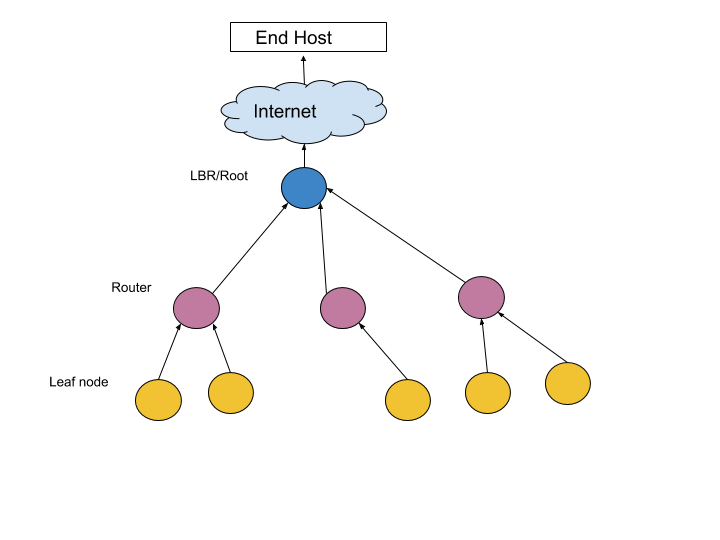 End Host
Internet
LBR/Root
Router
Leaf node